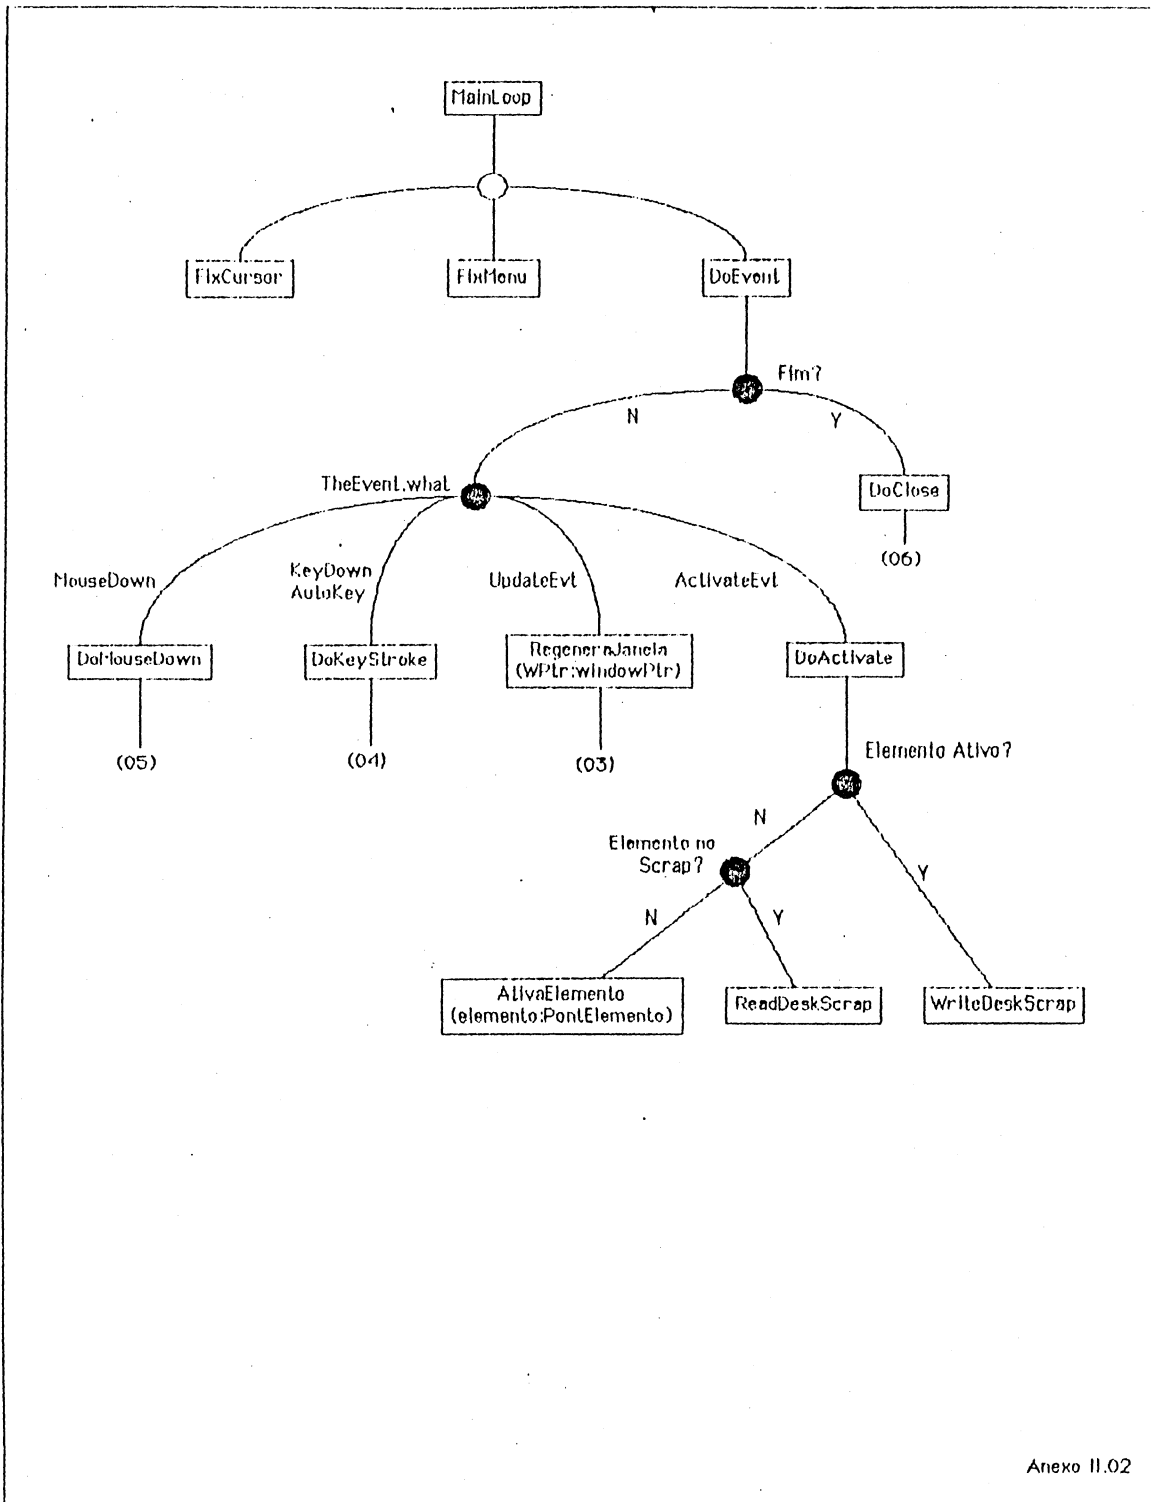 MainLoop
FixCursor
FixMenu
DoEvent
Fim?
N
Y
TheEvent.what
DoClose
(06)
MouseDown
KeyDown
AutoKey
UpdateEvt
ActivateEvt
DoMouseDown
DoKeyStroke
RegeneraJanela
(WPtr:windowPtr)
DoActivate
(05)
(04)
(03)
Elemento Ativo?
N
Elemento no
Scrap?
Y
N
Y
AtivaElemento
(elemento:PontElemento)
ReadDeskScrap
WriteDeskScrap
Anexo II.02